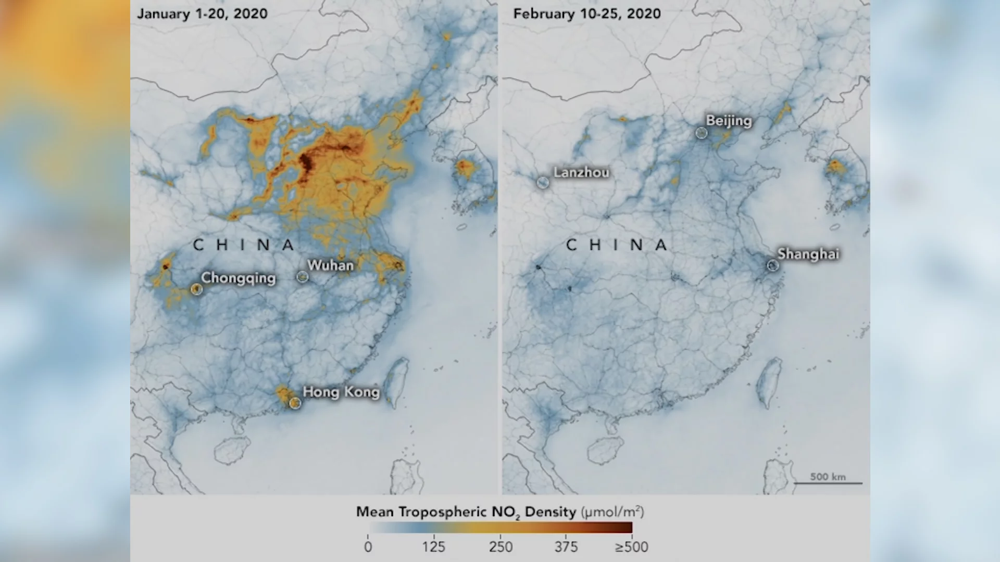 January 1-20, 2020
CHINA
Wuhan
Chongqing
Hong Kong
February 10-25, 2020
Beijing
Lanzhou
CHINA
Shanghai
500 km
Mean Tropospheric NO₂ Density (µmol/m²)
0 125 250 375 ≥500